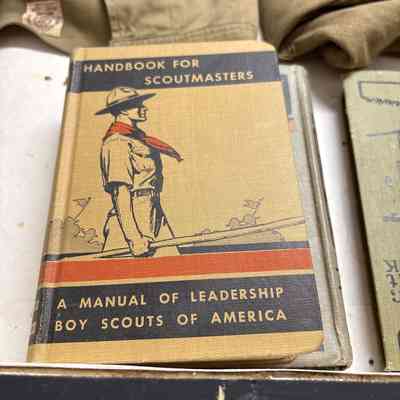 HANDBOOK FOR
SCOUTMASTERS
A MANUAL OF LEADERSHIP
BOY SCOUTS OF AMERICA